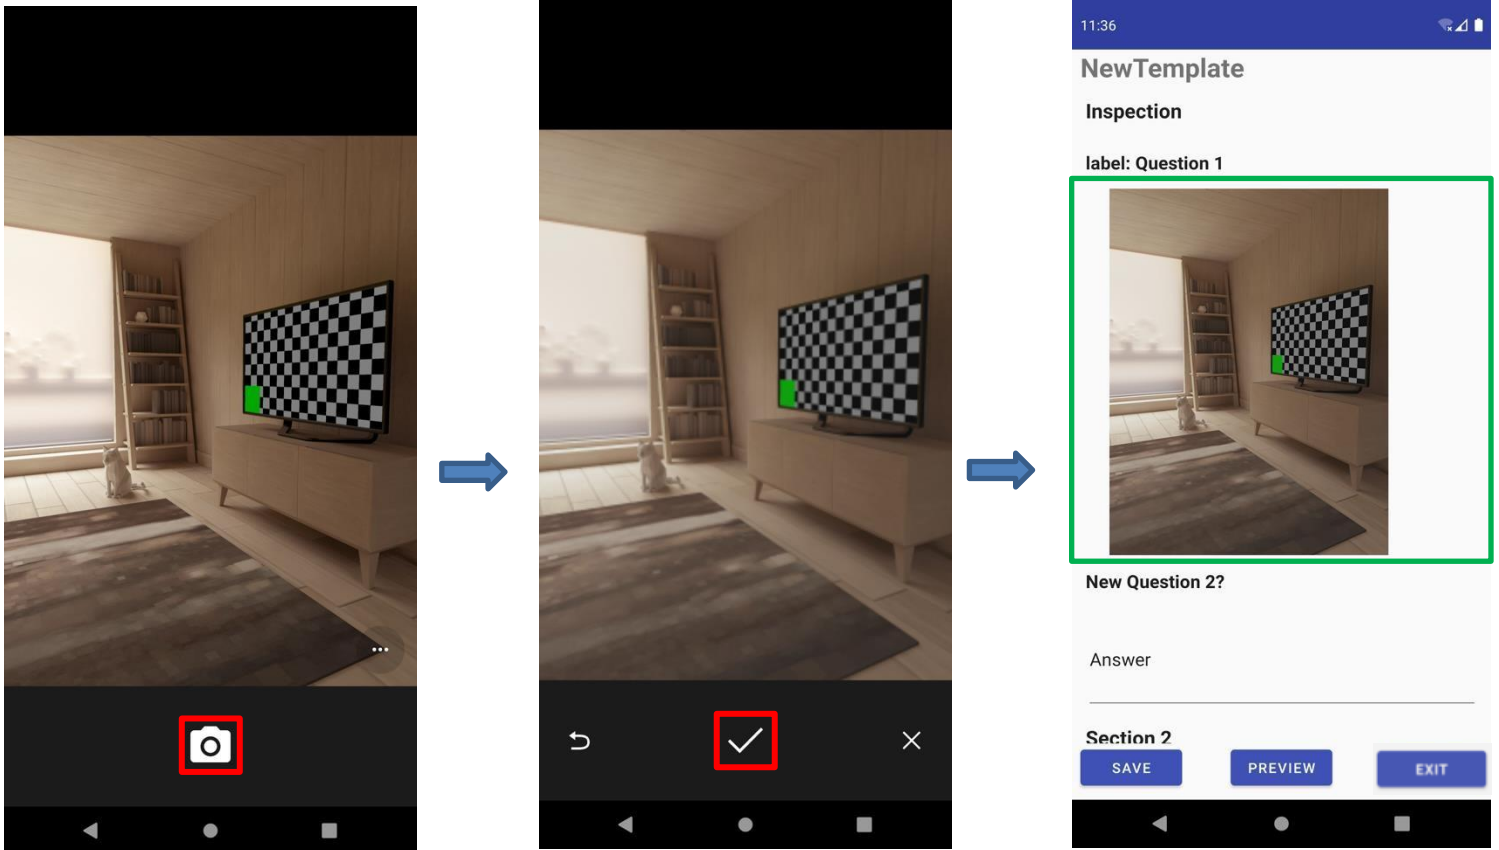 11:36
NewTemplate
Inspection
label: Question 1
New Question 2?
Answer
Section 2
SAVE PREVIEW EXIT